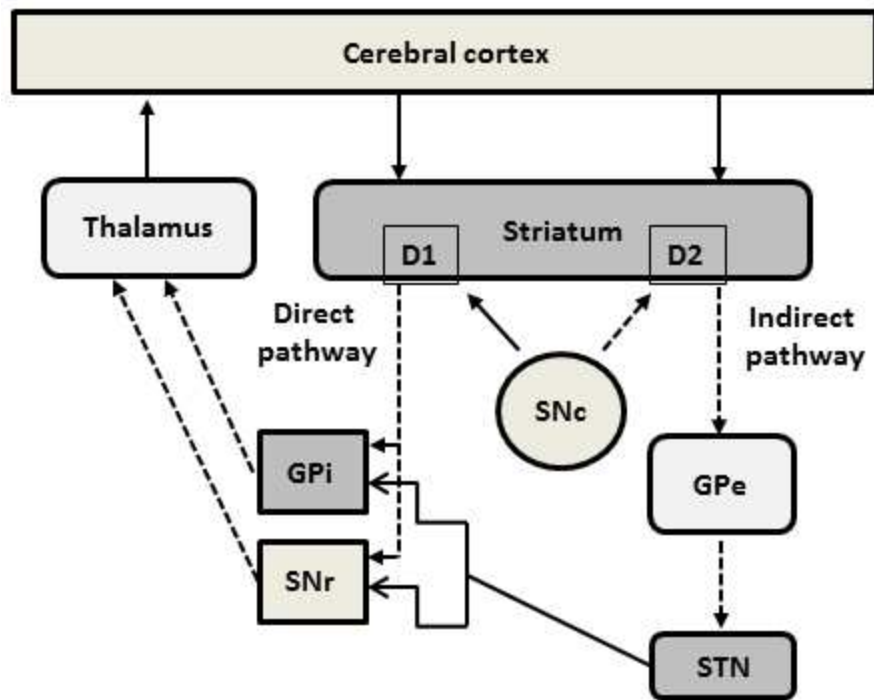 Cerebral cortex
Thalamus
Striatum
D1
D2
Direct
pathway
Indirect
pathway
SNc
GPi
GPe
SNr
STN